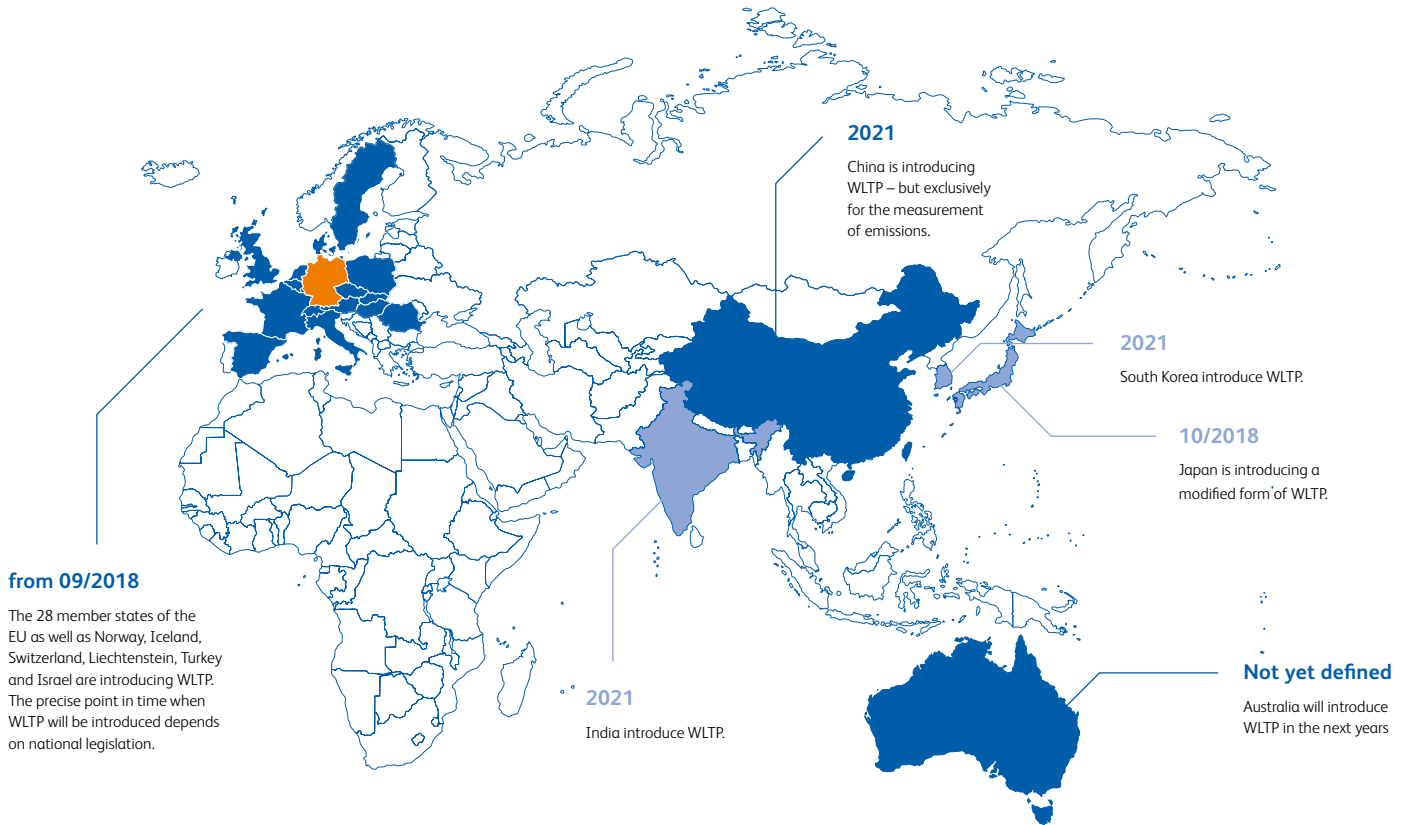 2021
China is introducing
WLTP – but exclusively
for the measurement
of emissions.
2021
South Korea introduce WLTP.
10/2018
Japan is introducing a
modified form of WLTP.
from 09/2018
The 28 member states of the
EU as well as Norway, Iceland,
Switzerland, Liechtenstein, Turkey
and Israel are introducing WLTP.
The precise point in time when
WLTP will be introduced depends
on national legislation.
2021
India introduce WLTP.
Not yet defined
Australia will introduce
WLTP in the next years